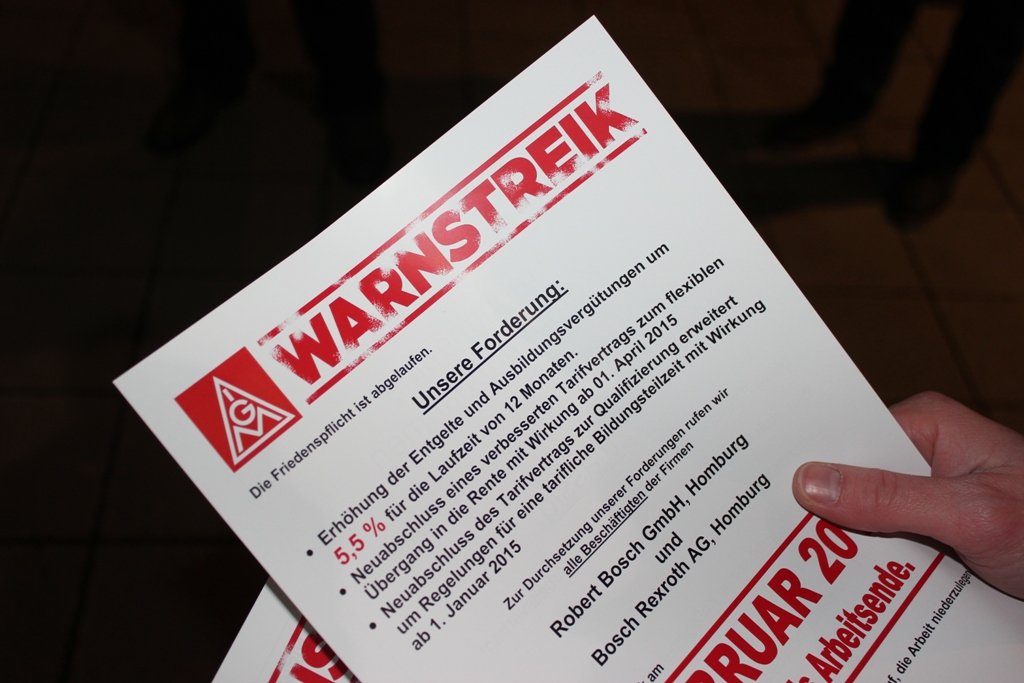 WARNSTREIK
IGM
Die Friedenspflicht ist abgelaufen.
Unsere Forderung:
• Erhöhung der Entgelte und Ausbildungsvergütungen um
5,5 % für die Laufzeit von 12 Monaten.
• Neuabschluss eines verbesserten Tarifvertrags zum flexiblen
Übergang in die Rente mit Wirkung ab 01. April 2015
• Neuabschluss des Tarifvertrags zur Qualifizierung erweitert
um Regelungen für eine tarifliche Bildungsteilzeit mit Wirkung
ab 1. Januar 2015
Zur Durchsetzung unserer Forderungen rufen wir
alle Beschäftigten der Firmen
Robert Bosch GmbH, Homburg
und
Bosch Rexroth AG, Homburg
am
BRUAR 20
Arbeitsende.
die Arbeit niederzulegen